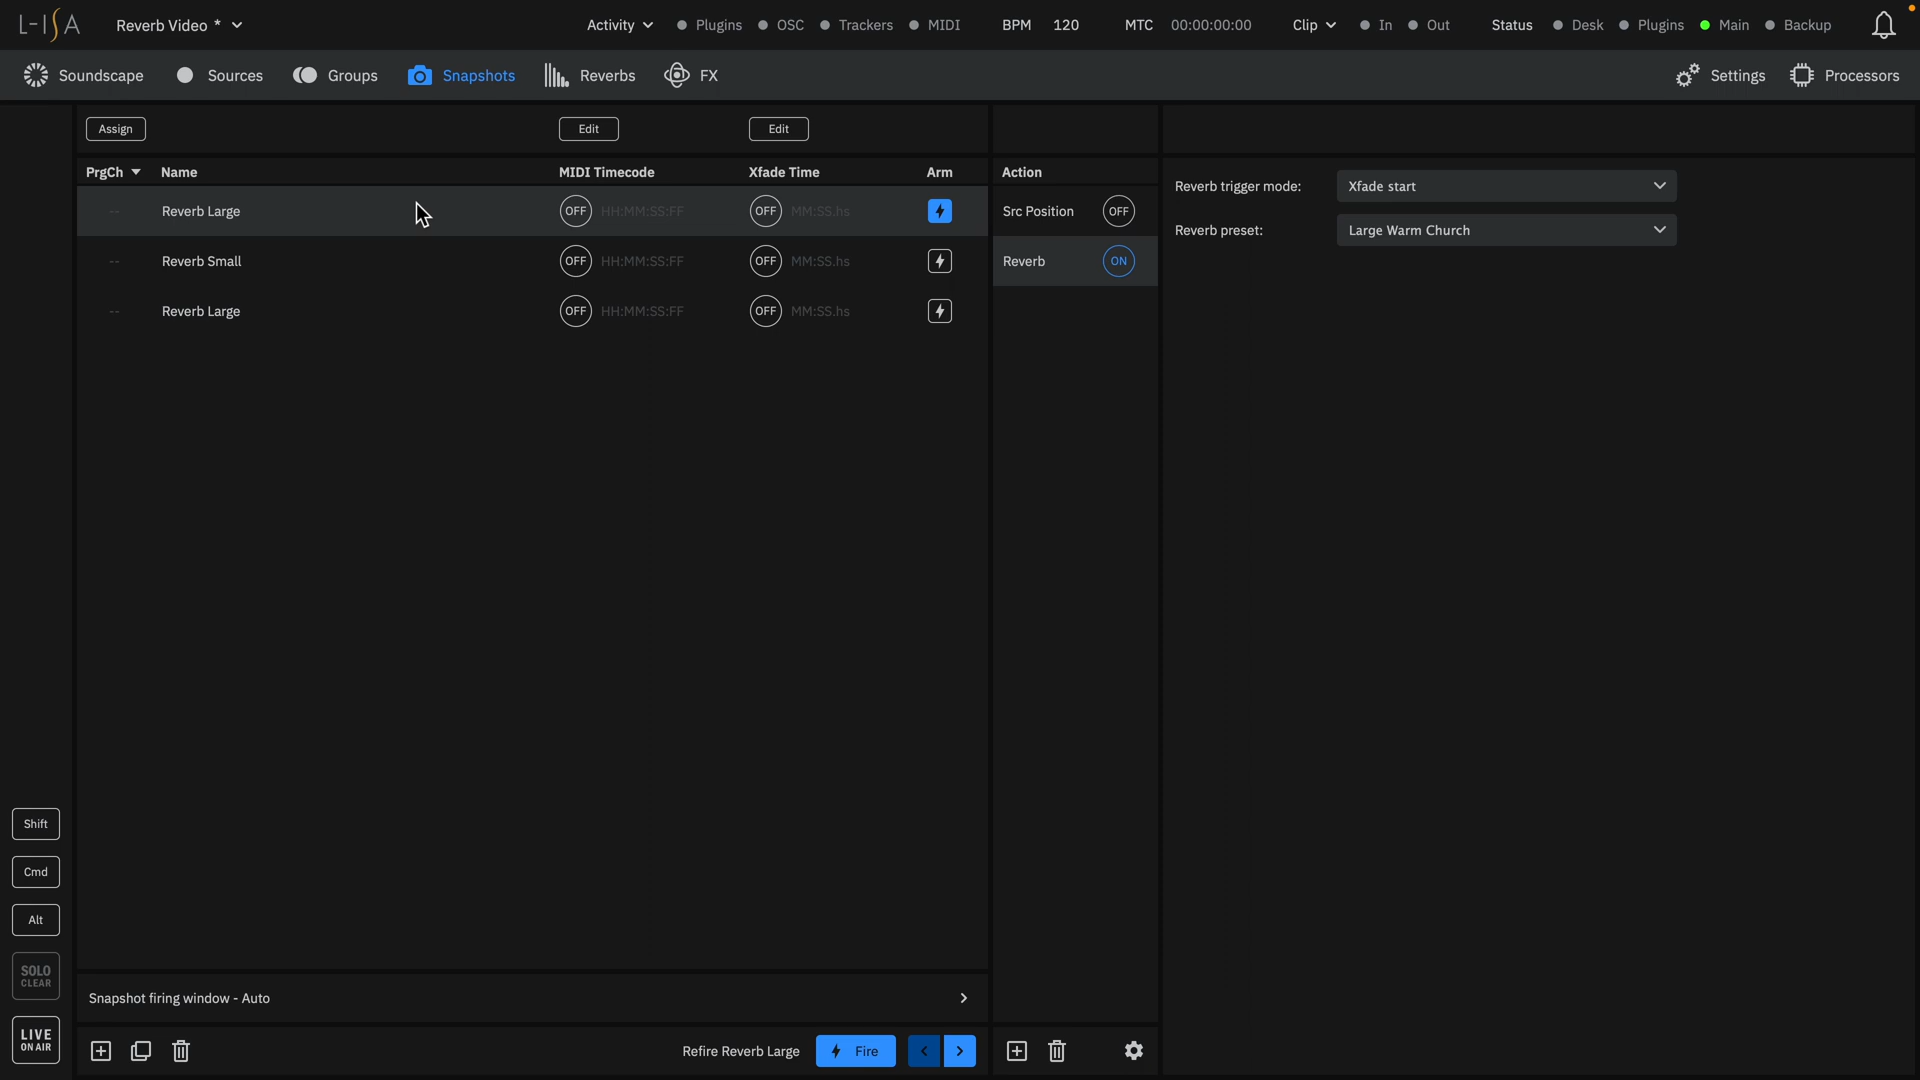 L-ISA Reverb Video * Activity Plugins OSC Trackers MIDI BPM 120 MTC 00:00:00:00 Clip In Out Status Desk Plugins Main Backup
Soundscape Sources Groups Snapshots Reverbs FX Settings Processors
Assign Edit Edit
PrgCh Name MIDI Timecode Xfade Time Arm Action
-- Reverb Large OFF HH:MM:SS:FF OFF MM:SS.hs Src Position OFF
Reverb trigger mode: Xfade start
Reverb preset: Large Warm Church
-- Reverb Small OFF HH:MM:SS:FF OFF MM:SS.hs Reverb ON
-- Reverb Large OFF HH:MM:SS:FF OFF MM:SS.hs
Shift
Cmd
Alt
SOLO
CLEAR
Snapshot firing window - Auto
LIVE
ON AIR
Refire Reverb Large Fire